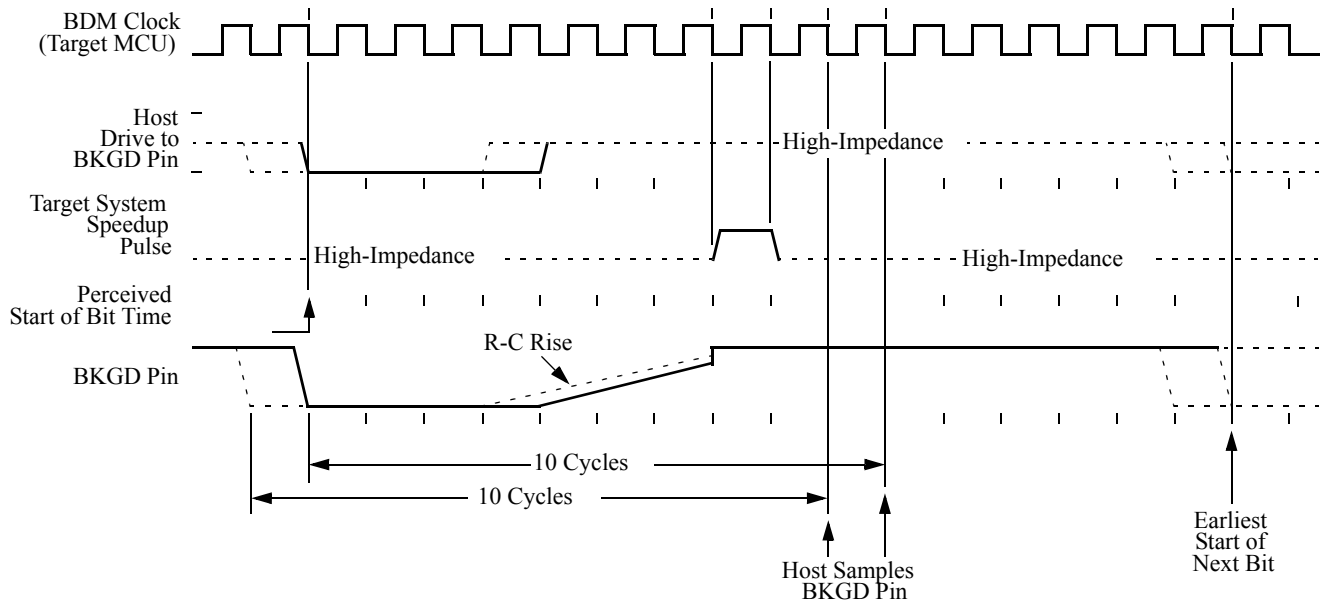 BDM Clock
(Target MCU)
Host
Drive to
BKGD Pin
High-Impedance
Target System
Speedup
Pulse
High-Impedance
High-Impedance
Perceived
Start of Bit Time
R-C Rise
BKGD Pin
10 Cycles
10 Cycles
Host Samples
BKGD Pin
Earliest
Start of
Next Bit